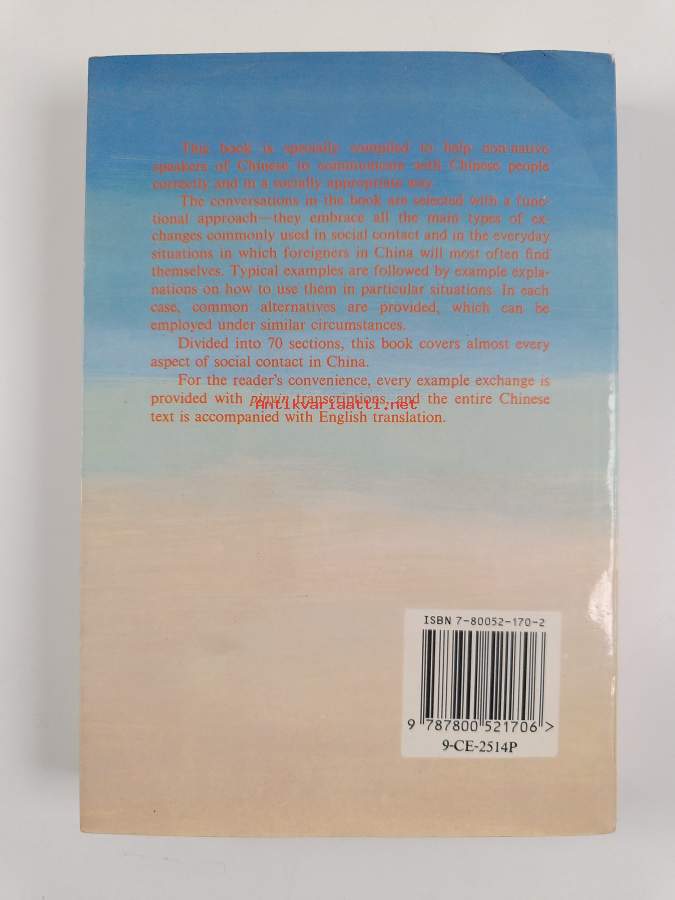 This book is specially compiled to help non-native
speakers of Chinese to communicate with Chinese people
correctly and in a socially appropriate way.
The conversations in the book are selected with a func-
tional approach—they embrace all the main types of ex-
changes commonly used in social contact and in the everyday
situations in which foreigners in China will most often find
themselves. Typical examples are followed by example expla-
nations on how to use them in particular situations. In each
case, common alternatives are provided, which can be
employed under similar circumstances.
Divided into 70 sections, this book covers almost every
aspect of social contact in China.
For the reader's convenience, every example exchange is
provided with pinyin transcriptions, and the entire Chinese
Antikvariaatti.net
text is accompanied with English translation.
ISBN 7-80052-170-2
9 787800 521706 >
9-CE-2514P